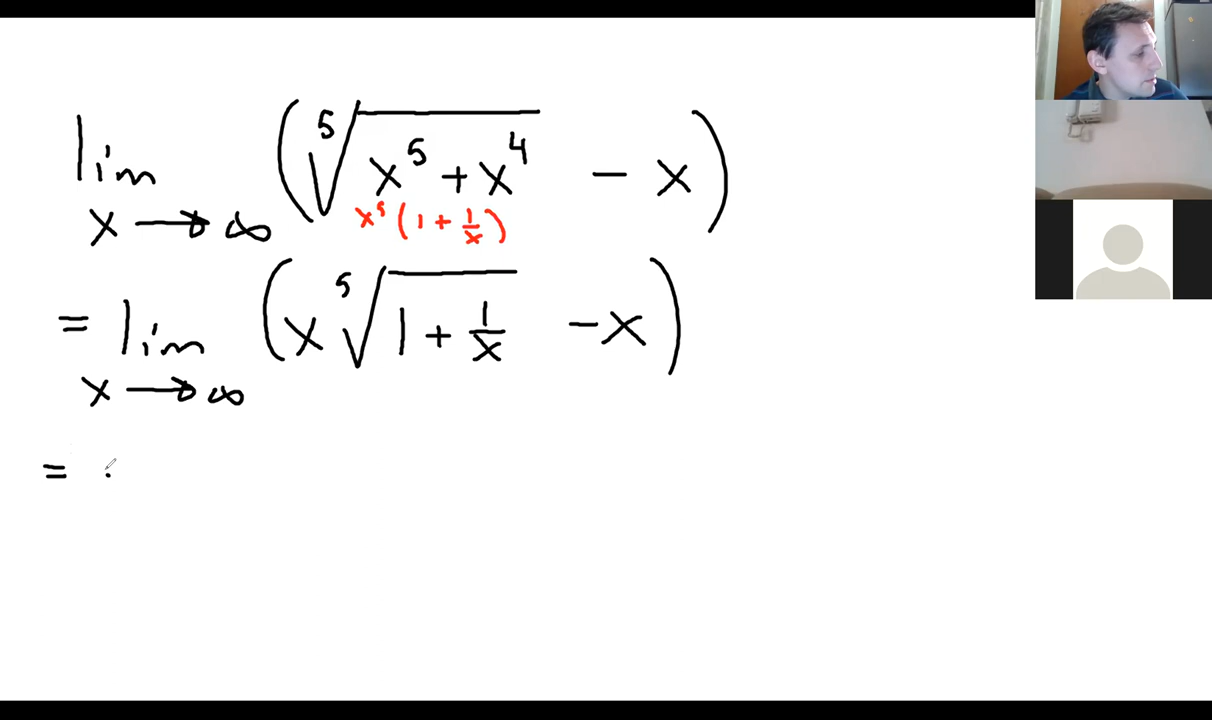 lim x→∞ (⁵√(x⁵ + x⁴) − x)
x⁵(1 + 1/x)
= lim x→∞ (x ⁵√(1 + 1/x) − x)
=